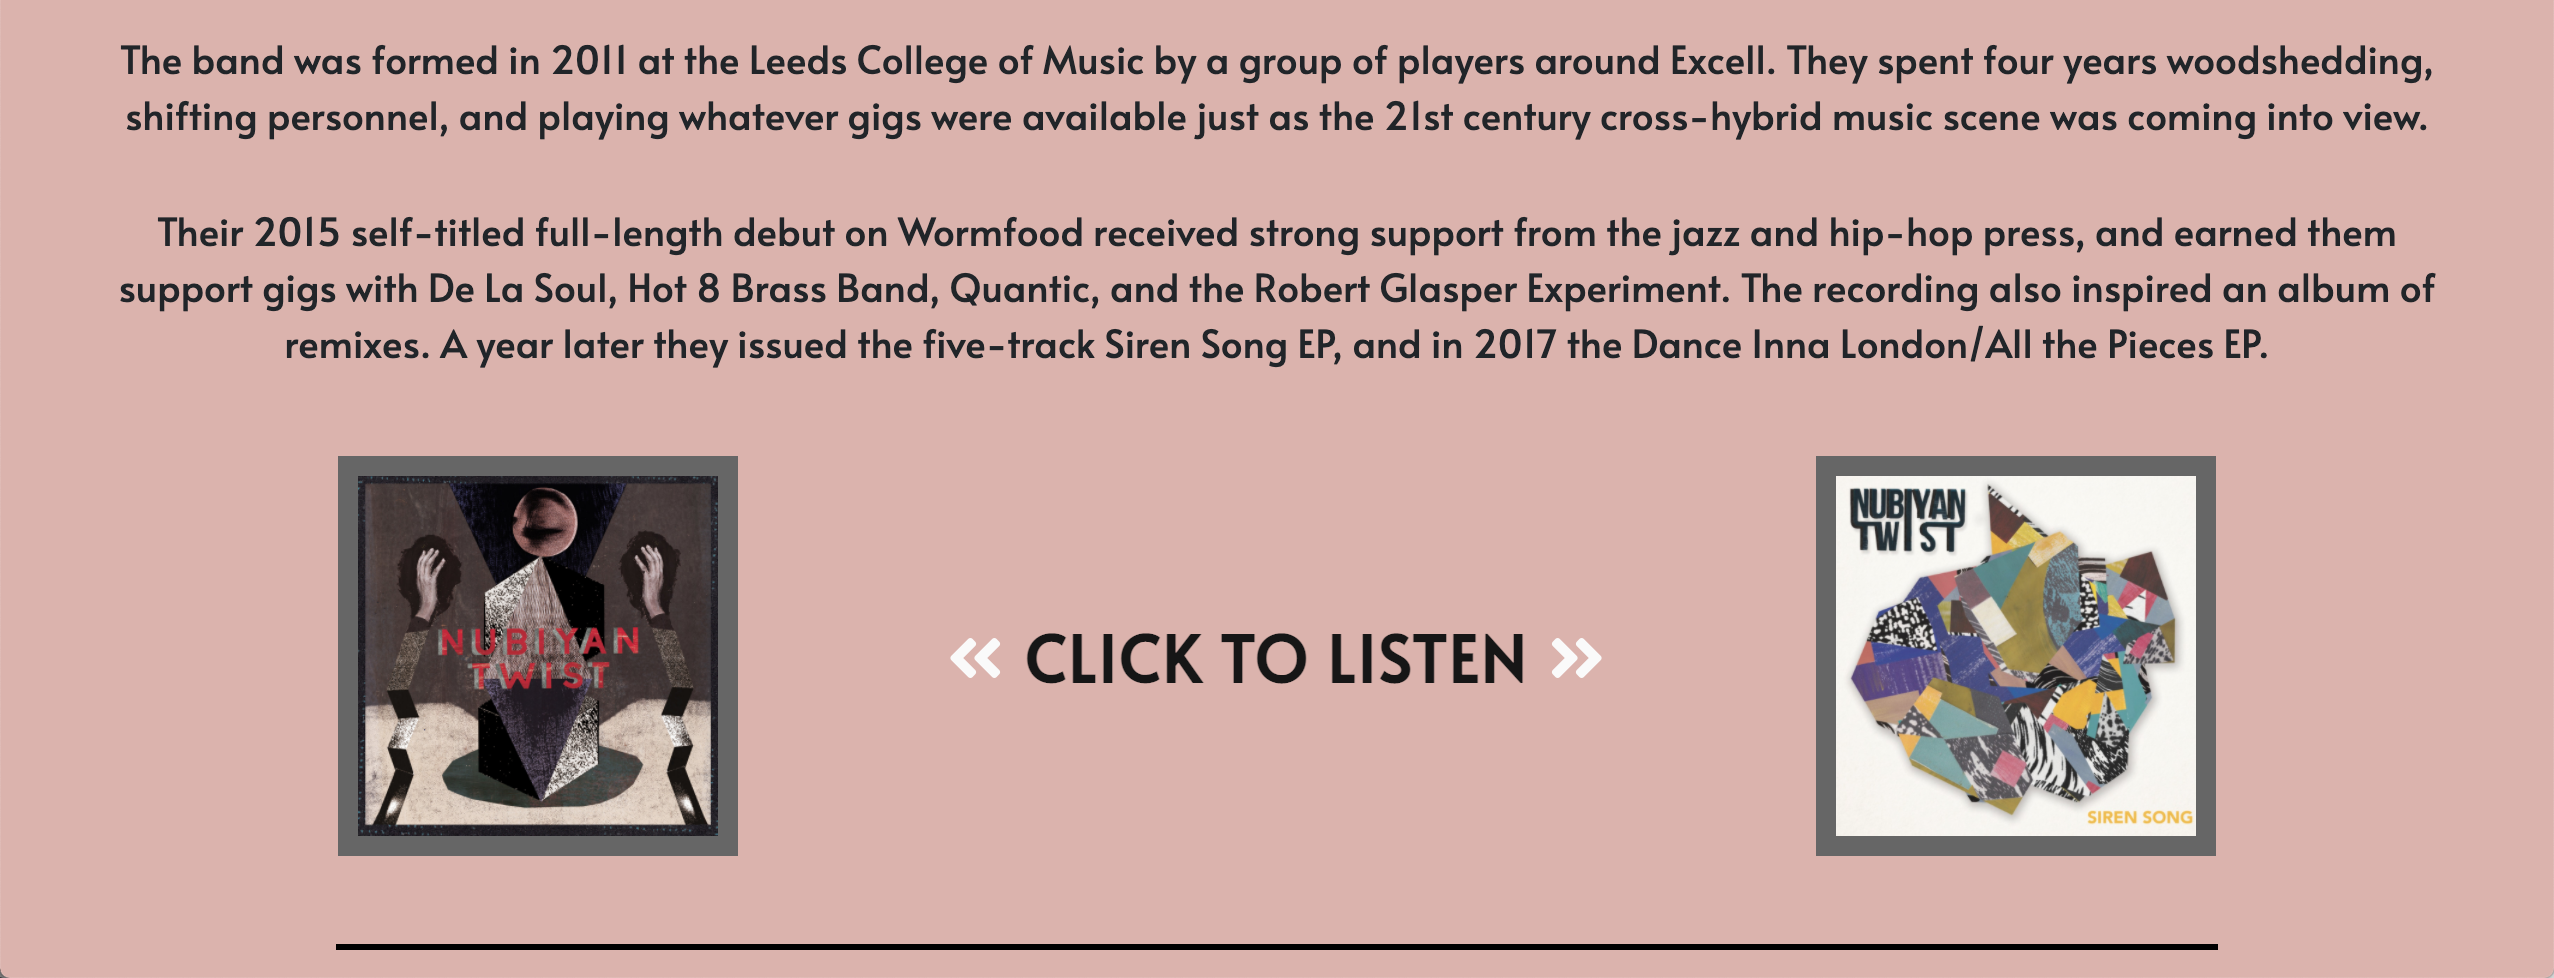 The band was formed in 2011 at the Leeds College of Music by a group of players around Excell. They spent four years woodshedding,
shifting personnel, and playing whatever gigs were available just as the 21st century cross-hybrid music scene was coming into view.
Their 2015 self-titled full-length debut on Wormfood received strong support from the jazz and hip-hop press, and earned them
support gigs with De La Soul, Hot 8 Brass Band, Quantic, and the Robert Glasper Experiment. The recording also inspired an album of
remixes. A year later they issued the five-track Siren Song EP, and in 2017 the Dance Inna London/All the Pieces EP.
NUBIYAN
TWIST
« CLICK TO LISTEN »
NUBIYAN
TWIST
SIREN SONG